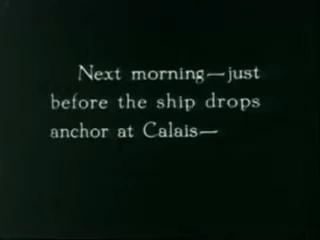 Next morning—just
before the ship drops
anchor at Calais—